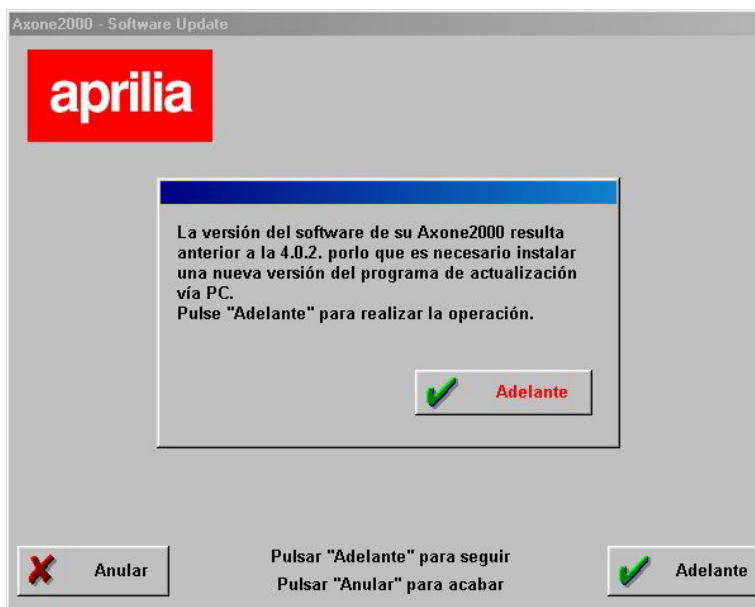 Axone2000 - Software Update
aprilia
La versión del software de su Axone2000 resulta
anterior a la 4.0.2. porlo que es necesario instalar
una nueva versión del programa de actualización
vía PC.
Pulse "Adelante" para realizar la operación.
Adelante
Anular
Pulsar "Adelante" para seguir
Pulsar "Anular" para acabar
Adelante